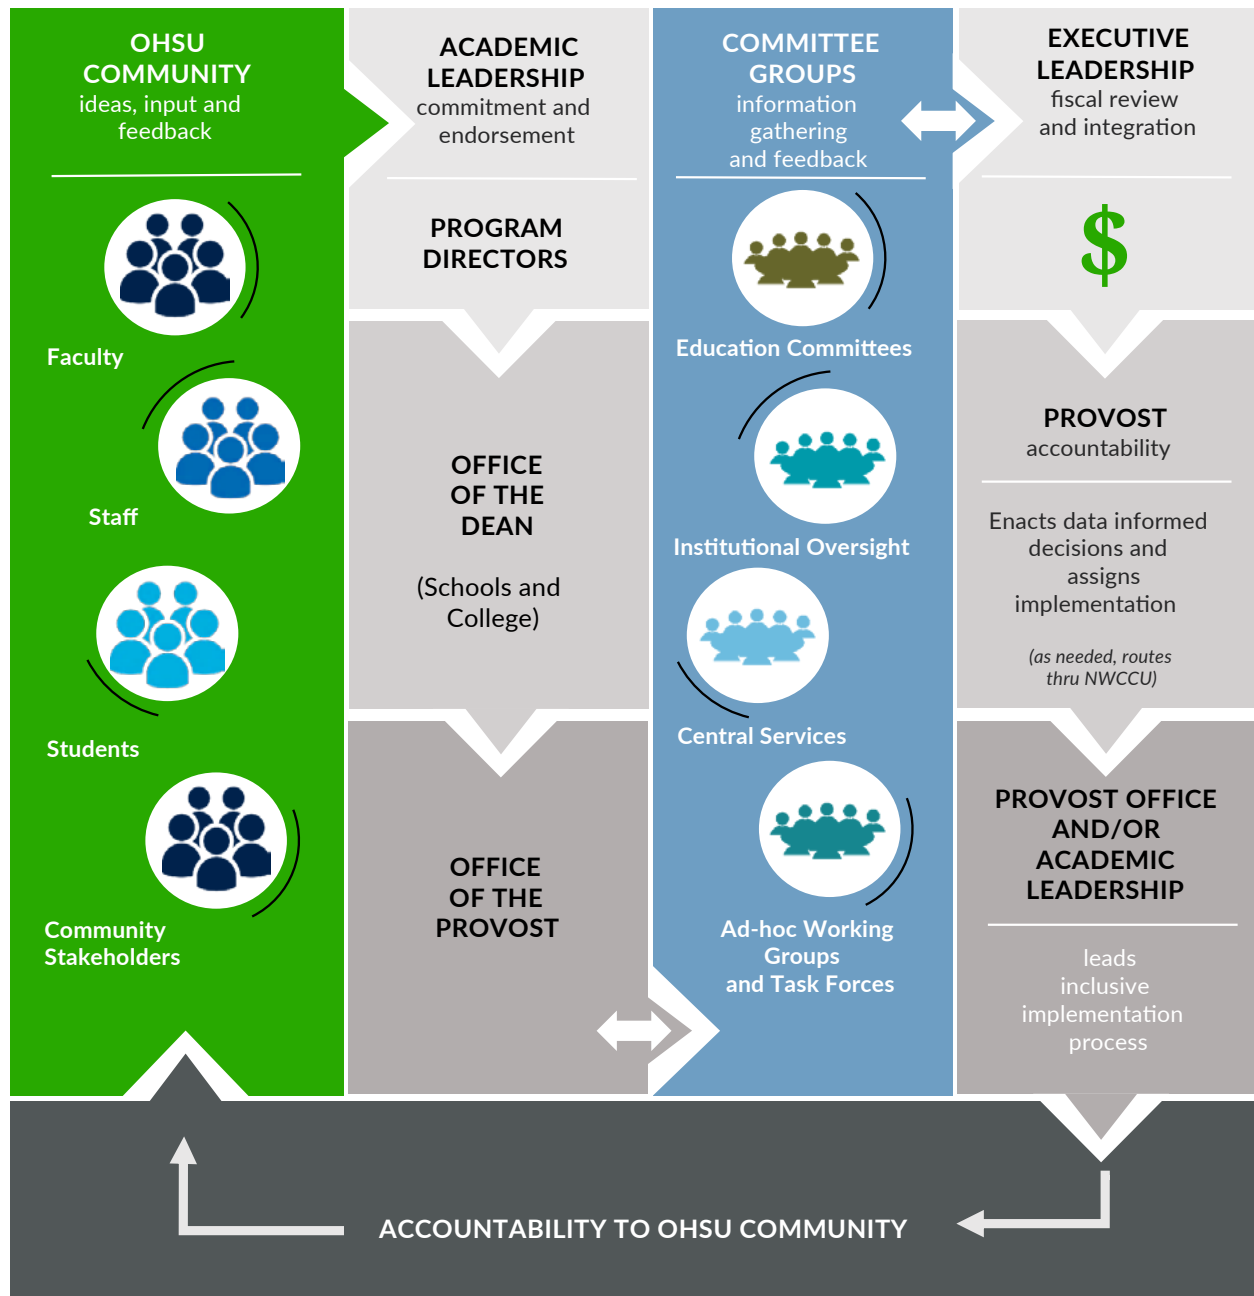 OHSU
COMMUNITY
ideas, input and
feedback
Faculty
Staff
Students
Community
Stakeholders
ACADEMIC
LEADERSHIP
commitment and
endorsement
PROGRAM
DIRECTORS
OFFICE
OF THE
DEAN
(Schools and
College)
OFFICE
OF THE
PROVOST
COMMITTEE
GROUPS
information
gathering
and feedback
Education Committees
Institutional Oversight
Central Services
Ad-hoc Working
Groups
and Task Forces
EXECUTIVE
LEADERSHIP
fiscal review
and integration
$
PROVOST
accountability
Enacts data informed
decisions and
assigns
implementation
(as needed, routes
thru NWCCU)
PROVOST OFFICE
AND/OR
ACADEMIC
LEADERSHIP
leads
inclusive
implementation
process
ACCOUNTABILITY TO OHSU COMMUNITY